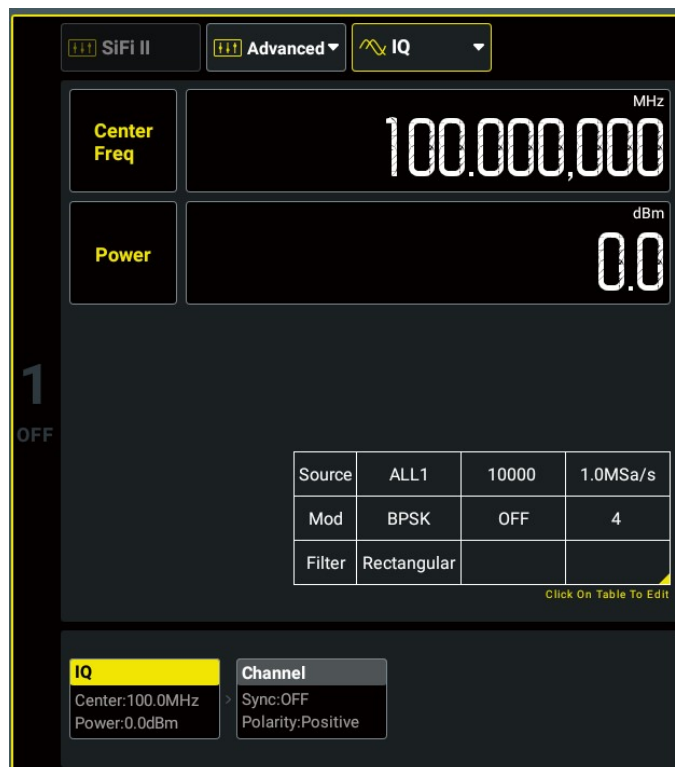 SiFi II Advanced IQ
MHz
Center
Freq
100.000,000
dBm
Power
0.0
1
OFF
Source ALL1 10000 1.0MSa/s
Mod BPSK OFF 4
Filter Rectangular
Click On Table To Edit
IQ
Center:100.0MHz
Power:0.0dBm
>
Channel
Sync:OFF
Polarity:Positive